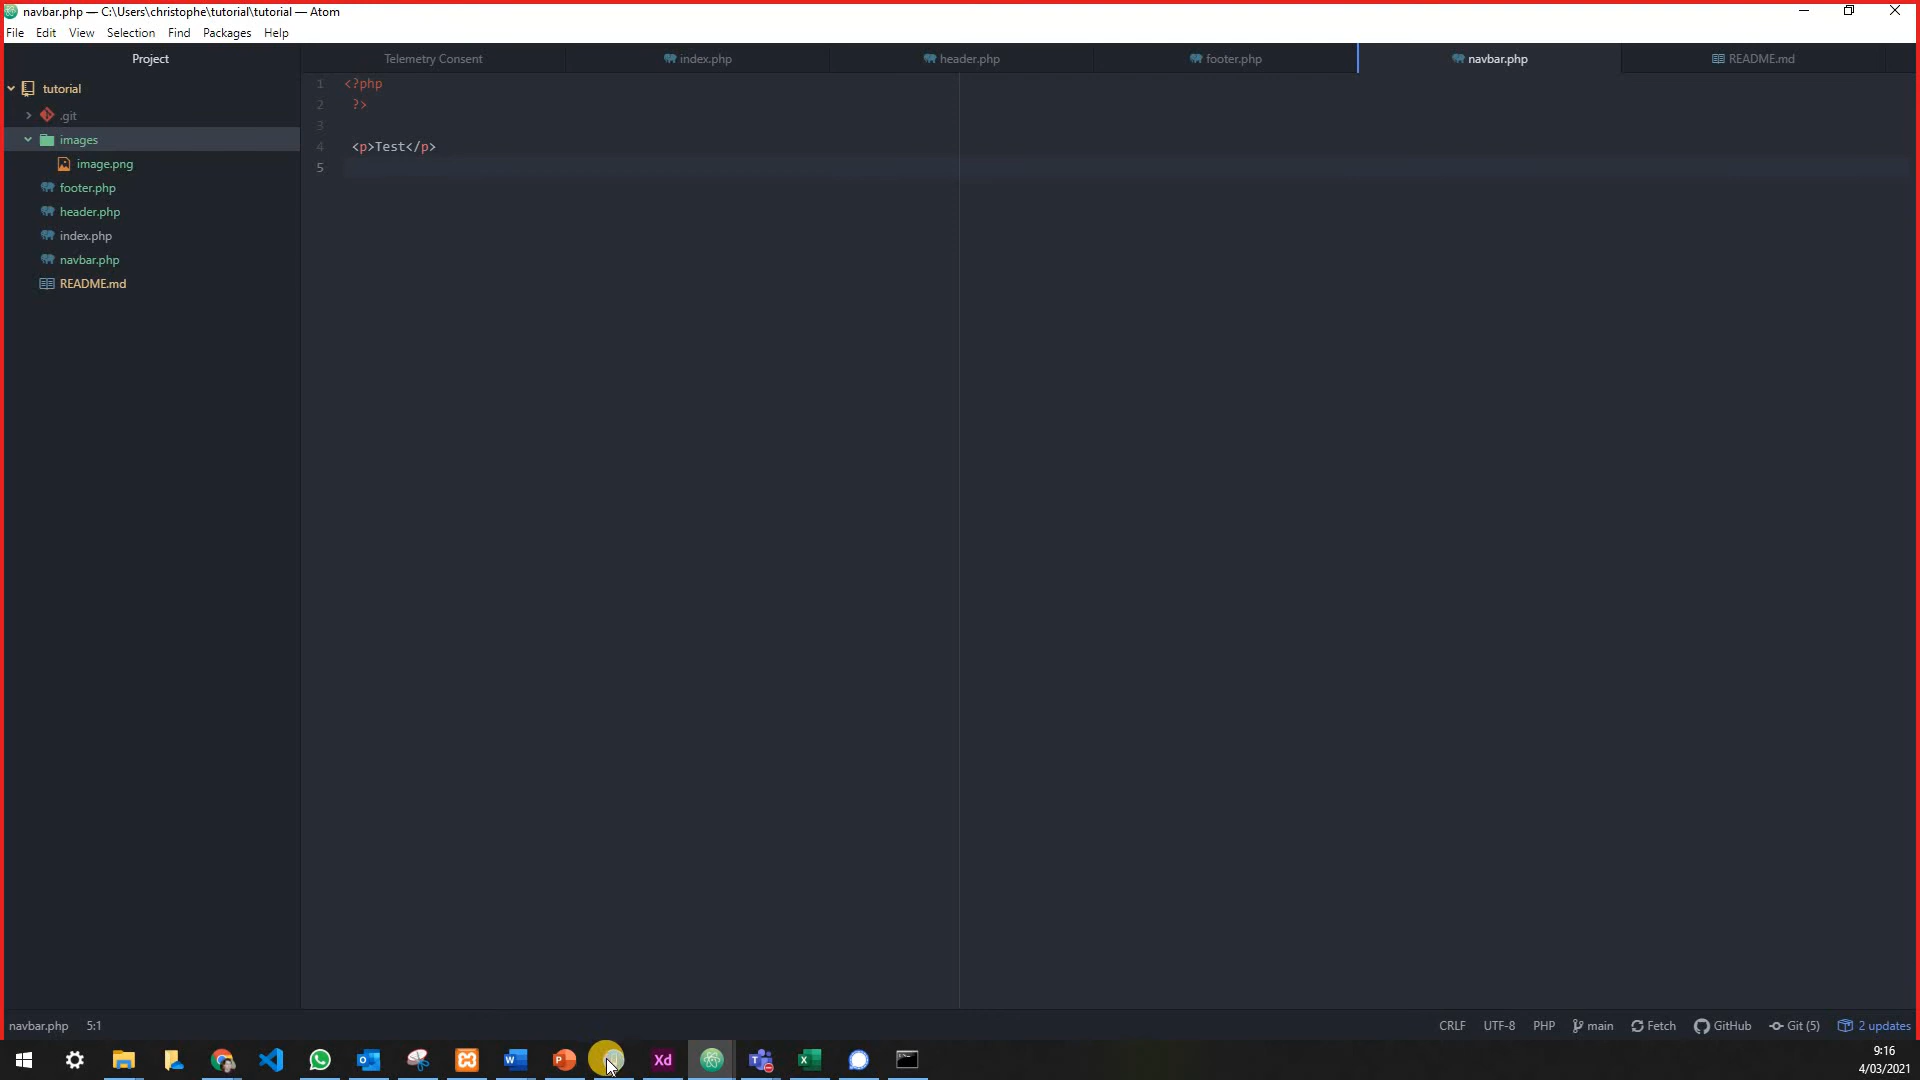 navbar.php — C:\Users\christophe\tutorial\tutorial — Atom
File Edit View Selection Find Packages Help
Project
Telemetry Consent
index.php
header.php
footer.php
navbar.php
README.md
tutorial
.git
images
image.png
footer.php
header.php
index.php
navbar.php
README.md
1 <?php
2 ?>
3
4 <p>Test</p>
5
navbar.php 5:1
CRLF UTF-8 PHP main Fetch GitHub Git (5) 2 updates
Xd
9:16
4/03/2021